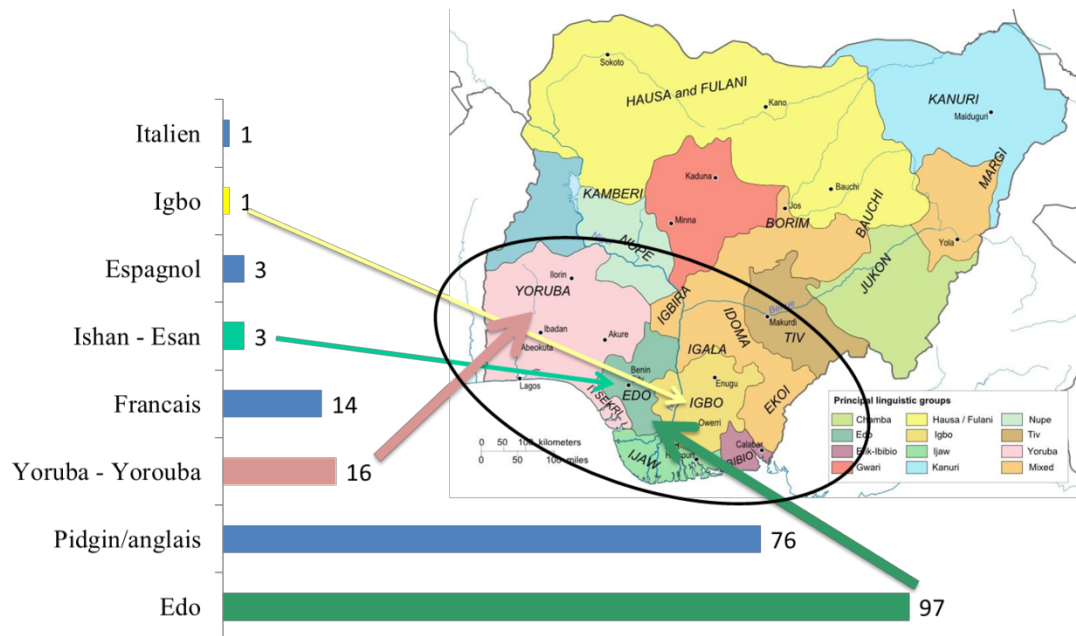 Italien
1
Igbo
1
Espagnol
3
Ishan - Esan
3
Francais
14
Yoruba - Yorouba
16
Pidgin/anglais
76
Edo
97
Sokoto
HAUSA and FULANI
Kano
KANURI
Maiduguri
Kaduna
KAMBERI
Bauchi
MARGI
Jos
BORIM
BAUCHI
Minna
NUPE
Yola
Ilorin
YORUBA
IGBIRA
JUKON
Benue
Makurdi
IDOMA
TIV
Ibadan
Akure
Abeokuta
IGALA
Benin
Enugu
Lagos
EDO
ITSEKRI
IGBO
EKOI
Owerri
Calabar
IBIBIO
IJAW
0 50 100 kilometers
0 50 100 miles
Principal linguistic groups
Chamba
Hausa / Fulani
Nupe
Edo
Igbo
Tiv
Efik-Ibibio
Ijaw
Yoruba
Gwari
Kanuri
Mixed